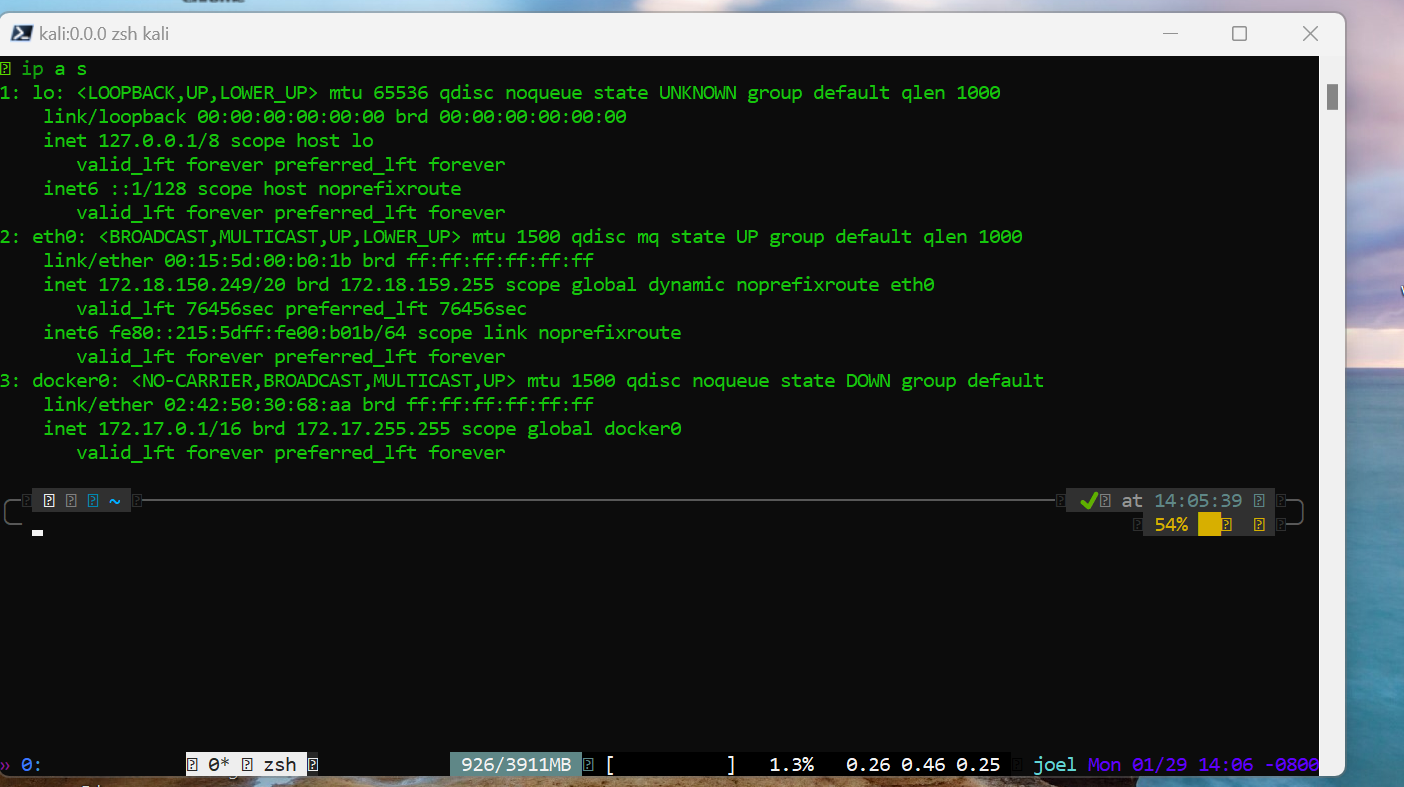 kali:0.0.0 zsh kali
ip a s
1: lo: <LOOPBACK,UP,LOWER_UP> mtu 65536 qdisc noqueue state UNKNOWN group default qlen 1000
link/loopback 00:00:00:00:00:00 brd 00:00:00:00:00:00
inet 127.0.0.1/8 scope host lo
valid_lft forever preferred_lft forever
inet6 ::1/128 scope host noprefixroute
valid_lft forever preferred_lft forever
2: eth0: <BROADCAST,MULTICAST,UP,LOWER_UP> mtu 1500 qdisc mq state UP group default qlen 1000
link/ether 00:15:5d:00:b0:1b brd ff:ff:ff:ff:ff:ff
inet 172.18.150.249/20 brd 172.18.159.255 scope global dynamic noprefixroute eth0
valid_lft 76456sec preferred_lft 76456sec
inet6 fe80::215:5dff:fe00:b01b/64 scope link noprefixroute
valid_lft forever preferred_lft forever
3: docker0: <NO-CARRIER,BROADCAST,MULTICAST,UP> mtu 1500 qdisc noqueue state DOWN group default
link/ether 02:42:50:30:68:aa brd ff:ff:ff:ff:ff:ff
inet 172.17.0.1/16 brd 172.17.255.255 scope global docker0
valid_lft forever preferred_lft forever
~ ✔ at 14:05:39
54%
» 0: 0* zsh 926/3911MB [ ] 1.3% 0.26 0.46 0.25 joel Mon 01/29 14:06 -0800